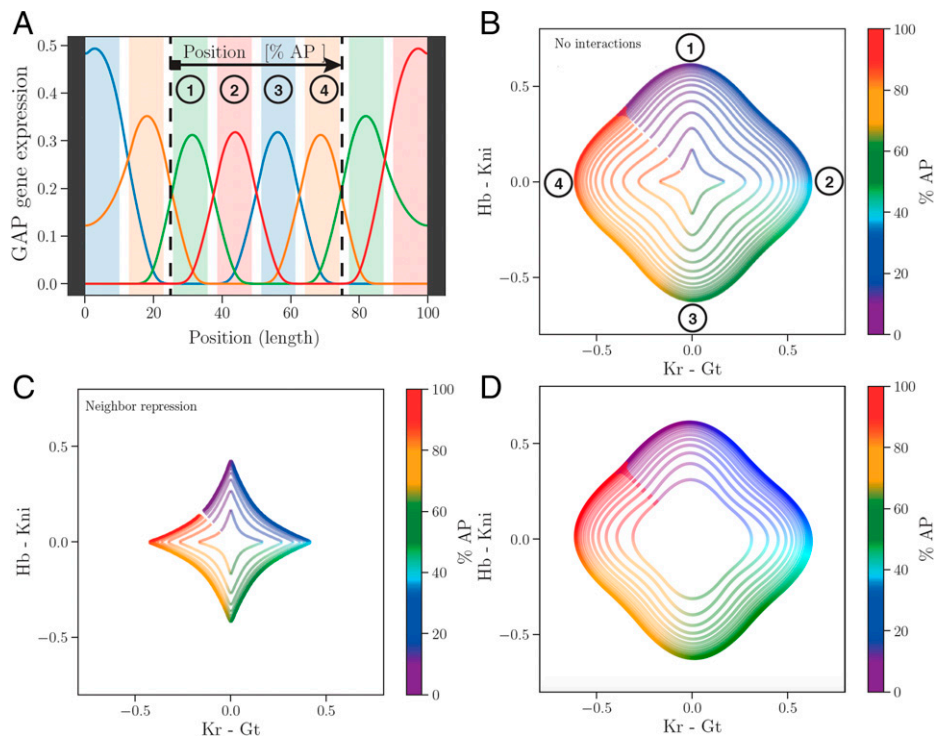 A
GAP gene expression
0.5
0.4
0.3
0.2
0.1
0.0
Position [% AP ]
1 2 3 4
0 20 40 60 80 100
Position (length)
B
No interactions
Hb - Kni
0.5
0.0
−0.5
1
2
3
4
−0.5 0.0 0.5
Kr - Gt
100
80
60
40
20
0
% AP
C
Neighbor repression
Hb - Kni
0.5
0.0
−0.5
−0.5 0.0 0.5
Kr - Gt
100
80
60
40
20
0
% AP
D
Hb - Kni
0.5
0.0
−0.5
−0.5 0.0 0.5
Kr - Gt
100
80
60
40
20
0
% AP